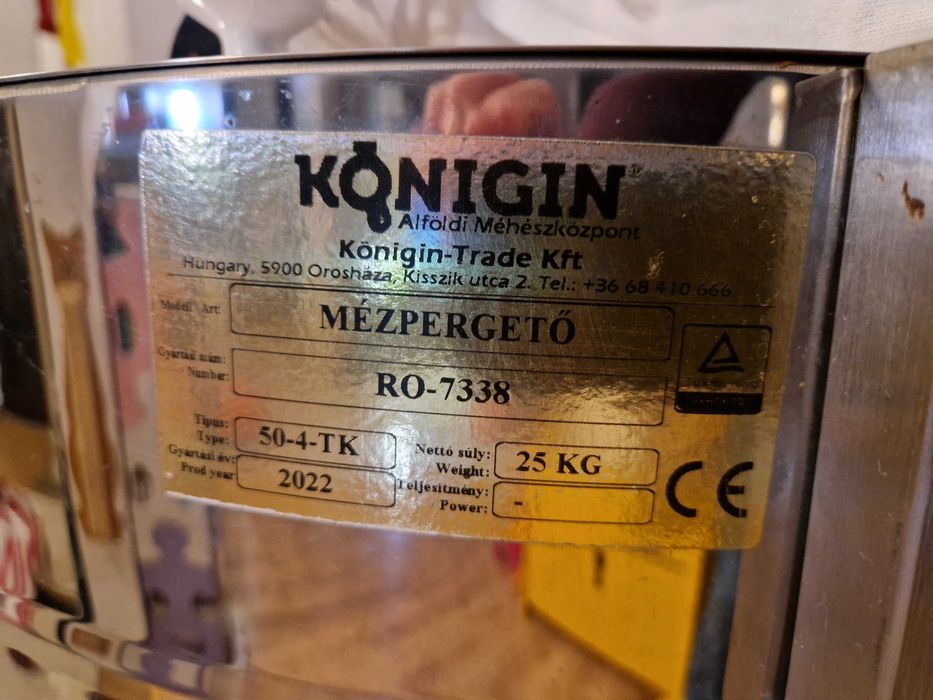 KÖNIGIN®
Alföldi Méhészközpont
Königin-Trade Kft
Hungary, 5900 Orosháza, Kisszik utca 2. Tel.: +36 68 410 666
Modell Art: MÉZPERGETŐ
Gyártási szám:
Number: RO-7338
Típus:
Type: 50-4-TK
Nettó súly:
Weight: 25 KG
Gyártási év:
Prod year 2022
Teljesítmény:
Power: -
CE